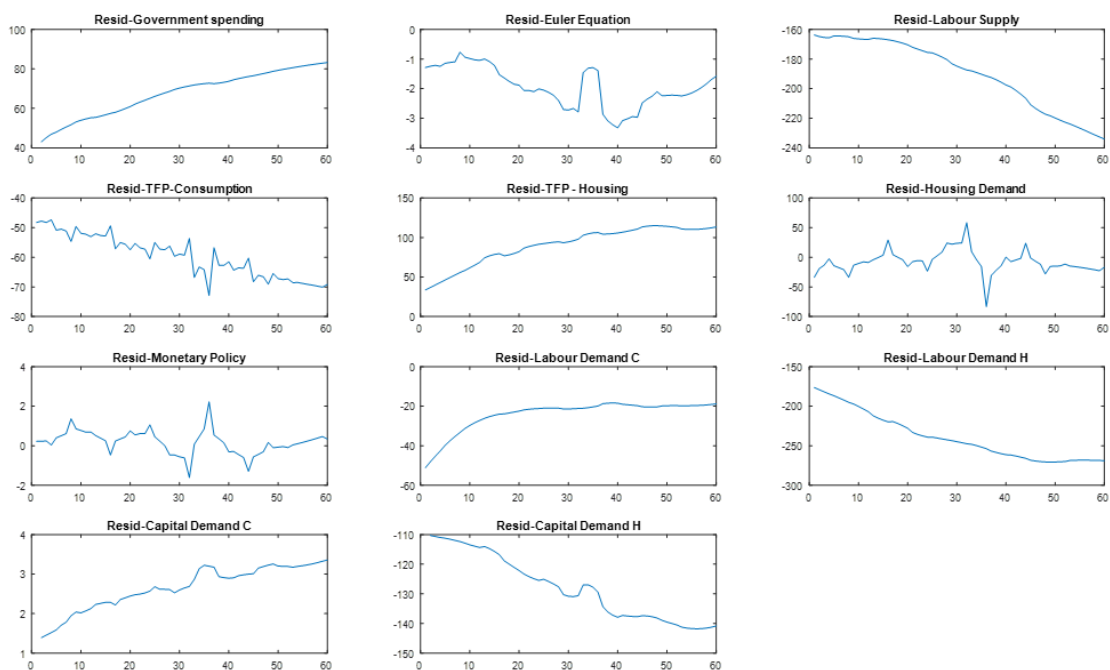 Resid-Government spending
100
80
60
40
0 10 20 30 40 50 60
Resid-Euler Equation
0
-1
-2
-3
-4
0 10 20 30 40 50 60
Resid-Labour Supply
-160
-180
-200
-220
-240
0 10 20 30 40 50 60
Resid-TFP-Consumption
-40
-50
-60
-70
-80
0 10 20 30 40 50 60
Resid-TFP - Housing
150
100
50
0
0 10 20 30 40 50 60
Resid-Housing Demand
100
50
0
-50
-100
0 10 20 30 40 50 60
Resid-Monetary Policy
4
2
0
-2
0 10 20 30 40 50 60
Resid-Labour Demand C
0
-20
-40
-60
0 10 20 30 40 50 60
Resid-Labour Demand H
-150
-200
-250
-300
0 10 20 30 40 50 60
Resid-Capital Demand C
4
3
2
1
0 10 20 30 40 50 60
Resid-Capital Demand H
-110
-120
-130
-140
-150
0 10 20 30 40 50 60